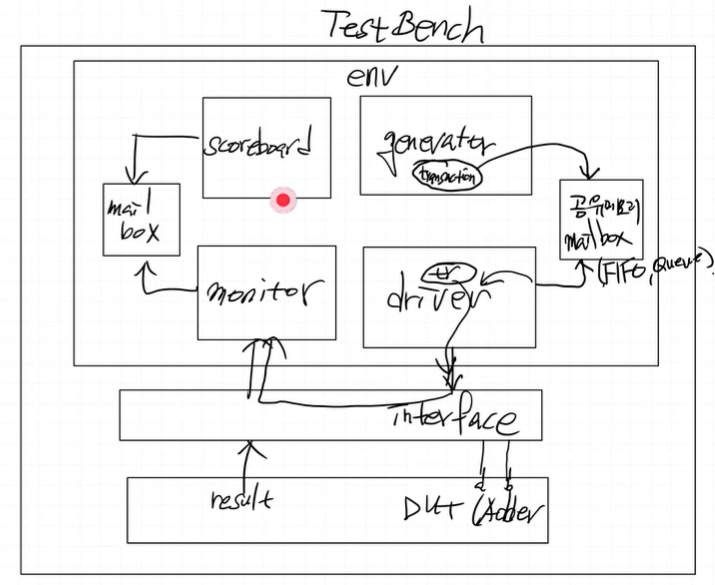 TestBench
env
scoreboard
generator
transaction
mail
box
공유메모리
mailbox
(FIFO, Queue)
monitor
tr
driver
interface
a b
result
DUT (Adder